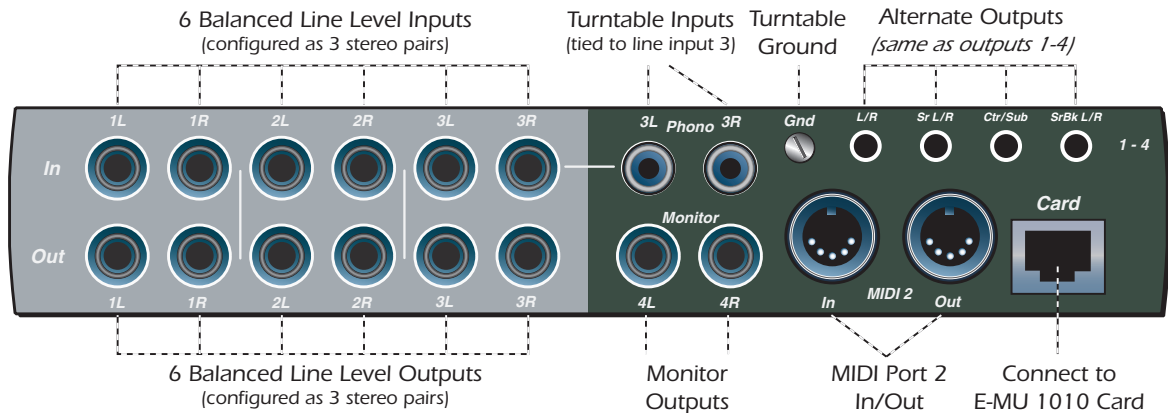 6 Balanced Line Level Inputs
(configured as 3 stereo pairs)
Turntable Inputs
(tied to line input 3)
Turntable
Ground
Alternate Outputs
(same as outputs 1-4)
1L 1R 2L 2R 3L 3R
3L Phono 3R
Gnd
L/R Sr L/R Ctr/Sub SrBk L/R
In
1 - 4
Monitor
Card
Out
1L 1R 2L 2R 3L 3R
4L 4R
In MIDI 2 Out
6 Balanced Line Level Outputs
(configured as 3 stereo pairs)
Monitor
Outputs
MIDI Port 2
In/Out
Connect to
E-MU 1010 Card